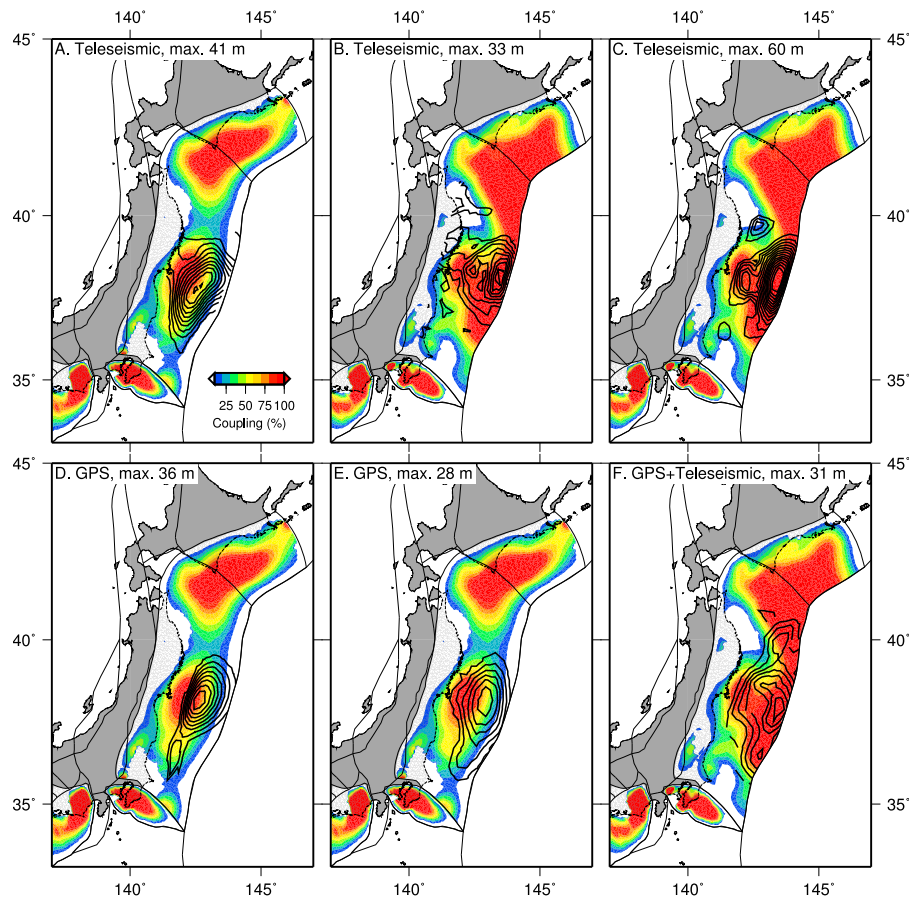 140˚ 145˚ 140˚ 145˚ 140˚ 145˚
45˚ 45˚
A. Teleseismic, max. 41 m B. Teleseismic, max. 33 m C. Teleseismic, max. 60 m
40˚ 40˚
35˚ 35˚
25 50 75 100
Coupling (%)
45˚ 45˚
D. GPS, max. 36 m E. GPS, max. 28 m F. GPS+Teleseismic, max. 31 m
40˚ 40˚
35˚ 35˚
140˚ 145˚ 140˚ 145˚ 140˚ 145˚